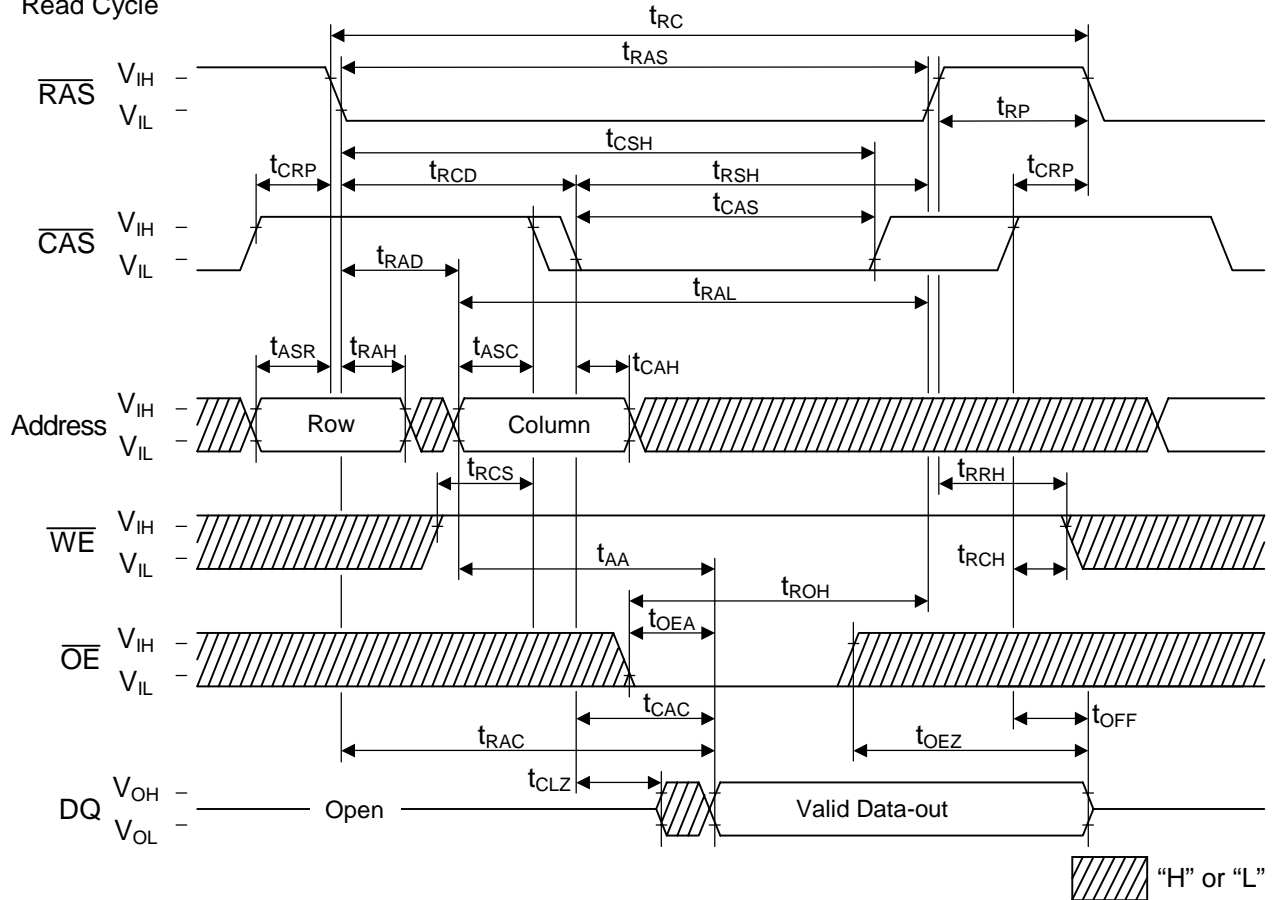 Read Cycle
tRC
RAS
VIH
VIL
tRAS
tRP
tCSH
tCRP
tRCD
tRSH
tCRP
CAS
VIH
VIL
tCAS
tRAD
tRAL
tASR
tRAH
tASC
tCAH
Address
VIH
VIL
Row
Column
tRCS
tRRH
WE
VIH
VIL
tAA
tRCH
tROH
OE
VIH
VIL
tOEA
tCAC
tOFF
tRAC
tOEZ
tCLZ
DQ
VOH
VOL
Open
Valid Data-out
“H” or “L”